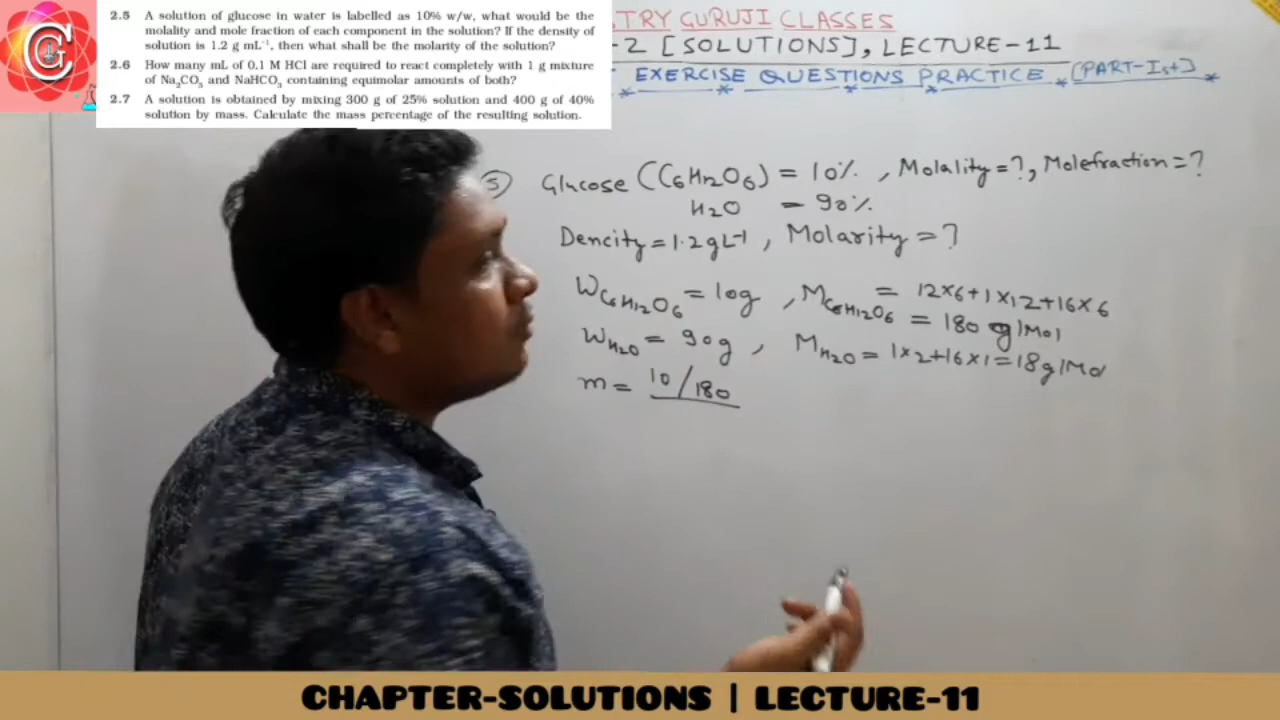 2.5 A solution of glucose in water is labelled as 10% w/w, what would be the
molality and mole fraction of each component in the solution? If the density of
solution is 1.2 g mL⁻¹, then what shall be the molarity of the solution?
2.6 How many mL of 0.1 M HCl are required to react completely with 1 g mixture
of Na₂CO₃ and NaHCO₃ containing equimolar amounts of both?
2.7 A solution is obtained by mixing 300 g of 25% solution and 400 g of 40%
solution by mass. Calculate the mass percentage of the resulting solution.
TRY GURUJI CLASSES
-2 [SOLUTIONS], LECTURE-11
EXERCISE QUESTIONS PRACTICE [PART-Ist]
5) Glucose (C6H12O6) = 10%, Molality=?, Molefraction=?
H2O = 90%
Dencity=1.2gL⁻¹, Molarity=?
W C6H12O6 = 10g, M C6H12O6 = 12×6+1×12+16×6
= 180 g/Mol
W H2O = 90g, M H2O = 1×2+16×1=18g/Mol
m = 10/180
CHAPTER-SOLUTIONS | LECTURE-11